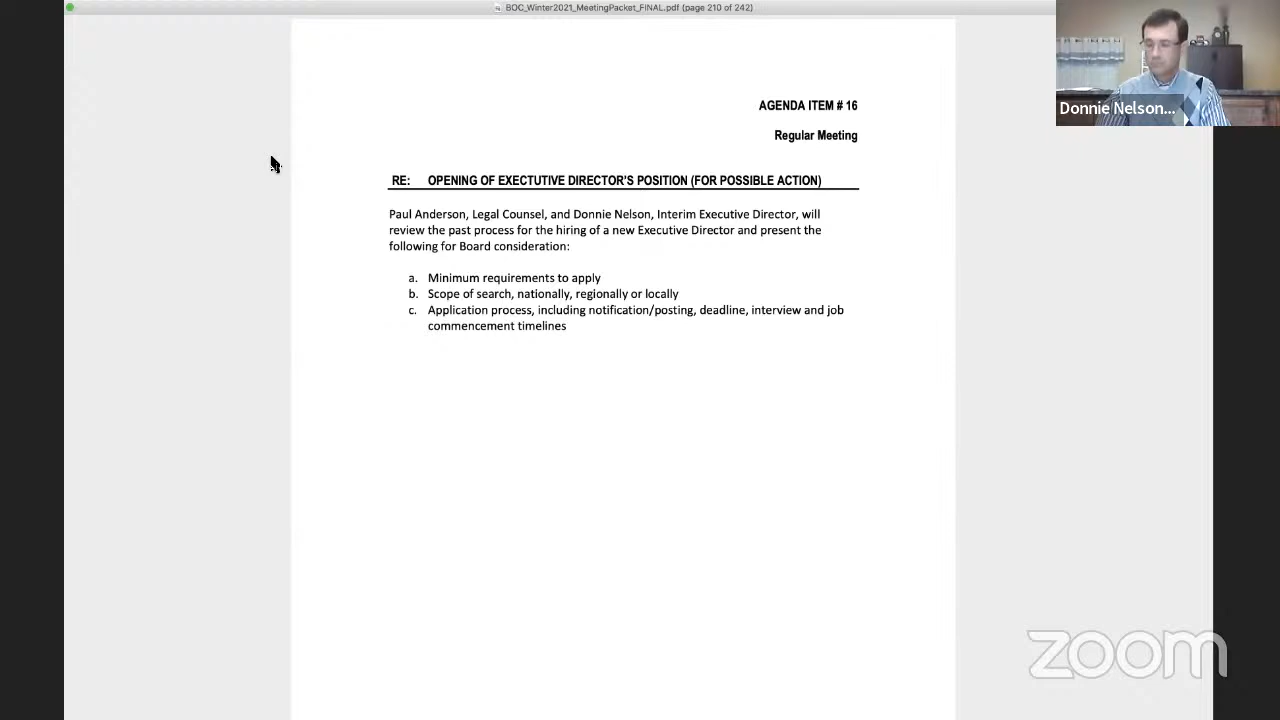 BOC_Winter2021_MeetingPacket_FINAL.pdf (page 210 of 242)
Donnie Nelson...
AGENDA ITEM # 16
Regular Meeting
RE: OPENING OF EXECTUTIVE DIRECTOR'S POSITION (FOR POSSIBLE ACTION)
Paul Anderson, Legal Counsel, and Donnie Nelson, Interim Executive Director, will
review the past process for the hiring of a new Executive Director and present the
following for Board consideration:
a. Minimum requirements to apply
b. Scope of search, nationally, regionally or locally
c. Application process, including notification/posting, deadline, interview and job
commencement timelines
zoom